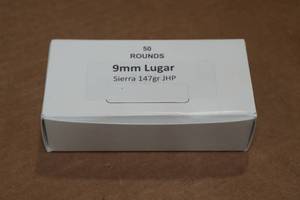 50
ROUNDS
9mm Lugar
Sierra 147gr JHP